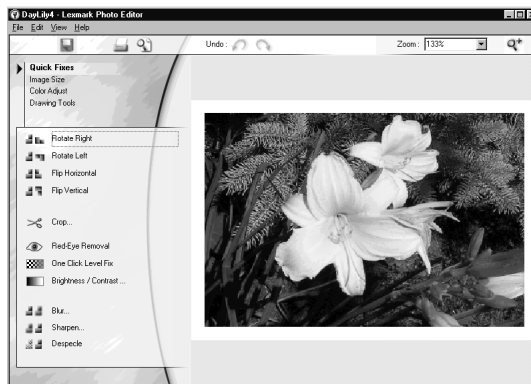 DayLily4 - Lexmark Photo Editor
File Edit View Help
Undo : Zoom : 133%
Quick Fixes
Image Size
Color Adjust
Drawing Tools
Rotate Right
Rotate Left
Flip Horizontal
Flip Vertical
Crop...
Red-Eye Removal
One Click Level Fix
Brightness / Contrast ...
Blur...
Sharpen...
Despecle